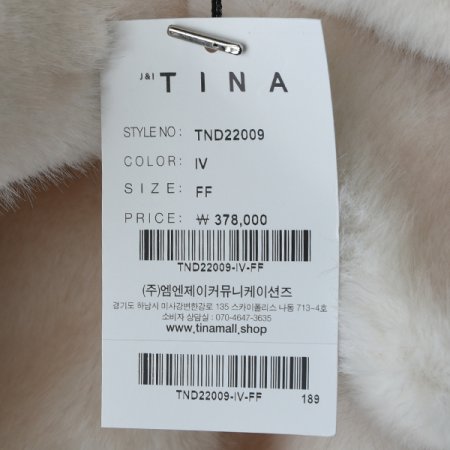 J&I TINA
STYLE NO: TND22009
COLOR: IV
SIZE: FF
PRICE: ₩ 378,000
TND22009-IV-FF
(주)엠엔제이커뮤니케이션즈
경기도 하남시 미사강변한강로 135 스카이폴리스 나동 713-4호
소비자 상담실 : 070-4647-3635
www.tinamall.shop
TND22009-IV-FF
189